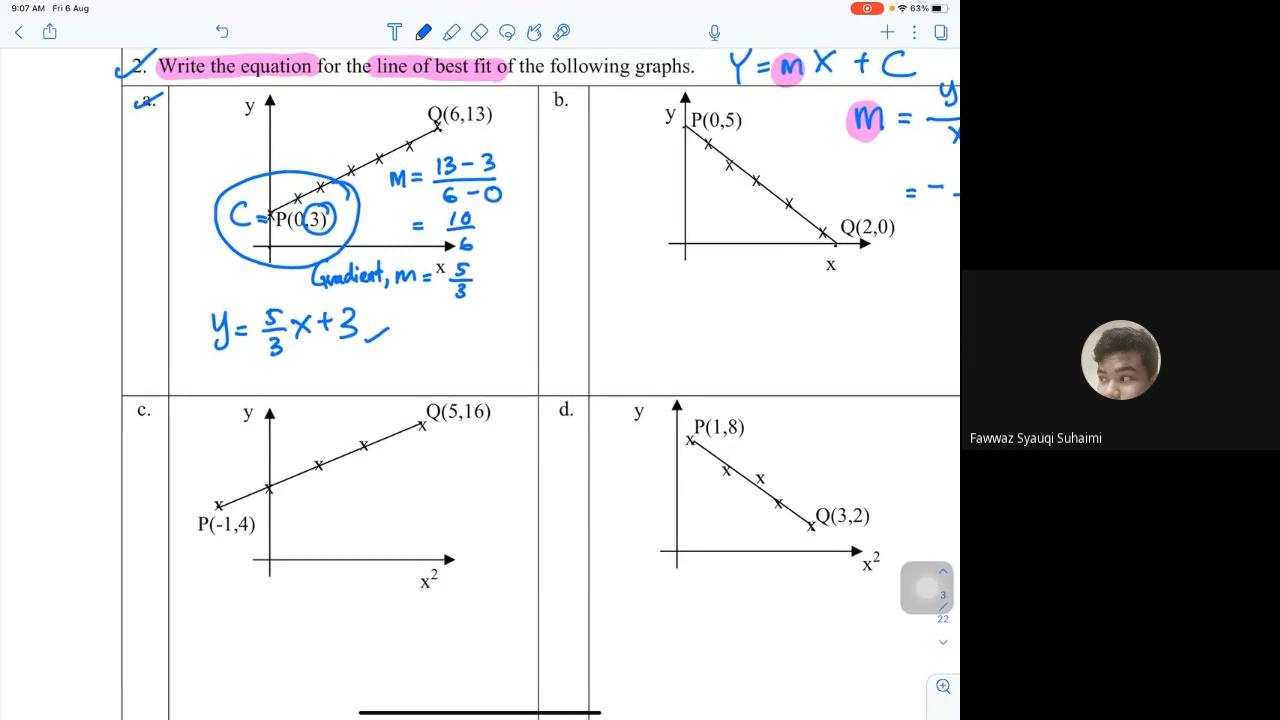 9:07 AM Fri 6 Aug
63%
2. Write the equation for the line of best fit of the following graphs.
Y = m X + C
a.
y
Q(6,13)
M = 13 - 3 / 6 - 0
C = P(0,3)
= 10 / 6
x
Gradient, m = 5 / 3
y = 5/3 x + 3
b.
y
P(0,5)
m = y
x
= -
Q(2,0)
x
c.
y
Q(5,16)
P(-1,4)
x²
d.
y
P(1,8)
Q(3,2)
x²
3
/
22
Fawwaz Syauqi Suhaimi